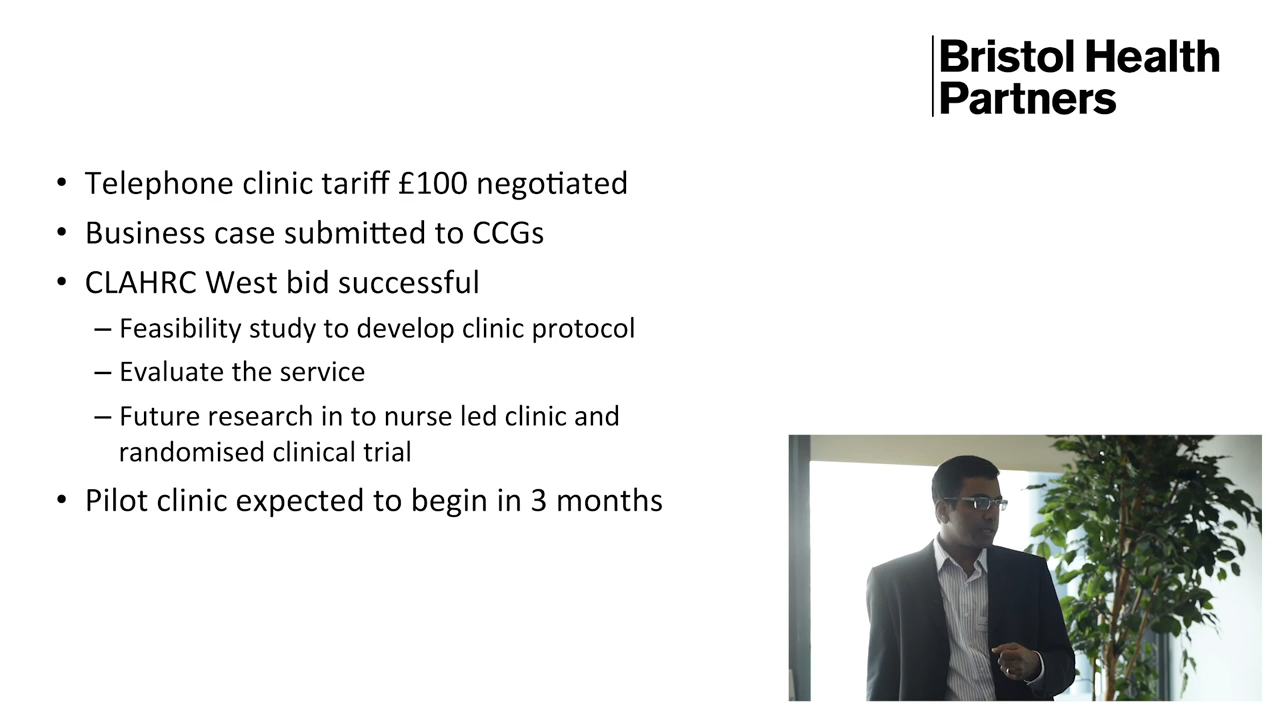 Bristol Health
Partners
• Telephone clinic tariff £100 negotiated
• Business case submitted to CCGs
• CLAHRC West bid successful
– Feasibility study to develop clinic protocol
– Evaluate the service
– Future research in to nurse led clinic and
randomised clinical trial
• Pilot clinic expected to begin in 3 months